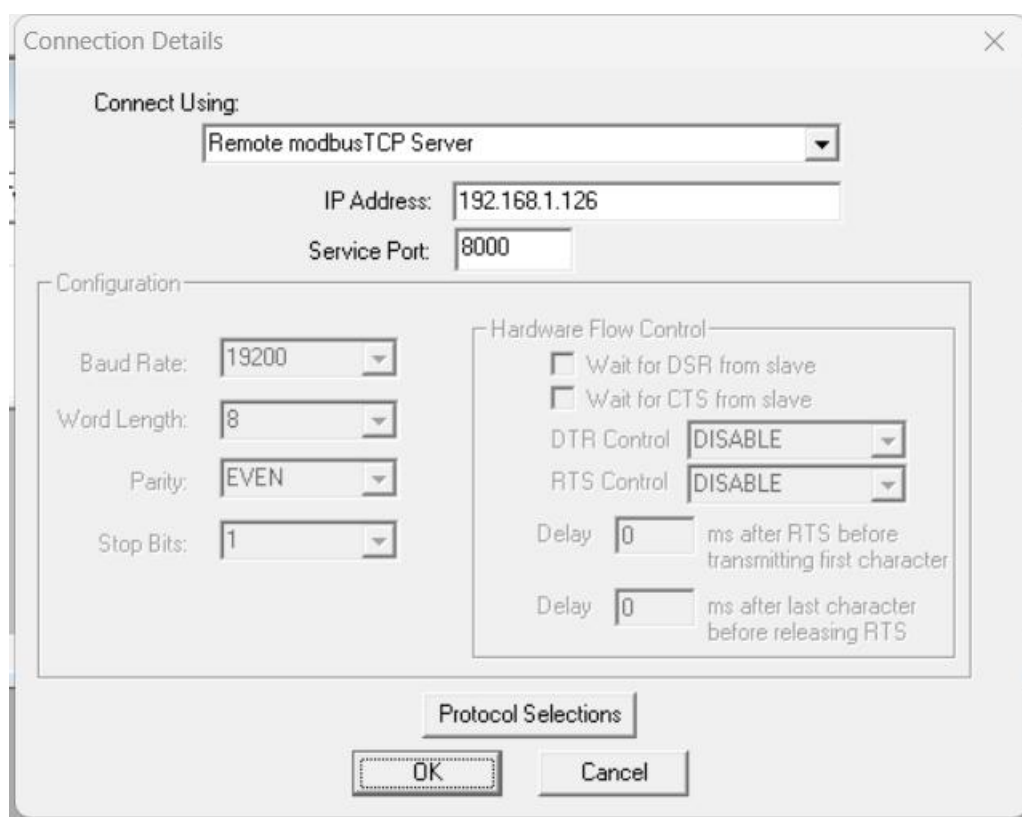 Connection Details
Connect Using:
Remote modbusTCP Server
IP Address: 192.168.1.126
Service Port: 8000
Configuration
Baud Rate: 19200
Word Length: 8
Parity: EVEN
Stop Bits: 1
Hardware Flow Control
Wait for DSR from slave
Wait for CTS from slave
DTR Control DISABLE
RTS Control DISABLE
Delay 0 ms after RTS before
transmitting first character
Delay 0 ms after last character
before releasing RTS
Protocol Selections
OK Cancel